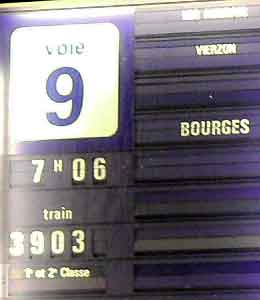 voie
9
VIERZON
BOURGES
7 H 06
train
3903
1e et 2e Classe